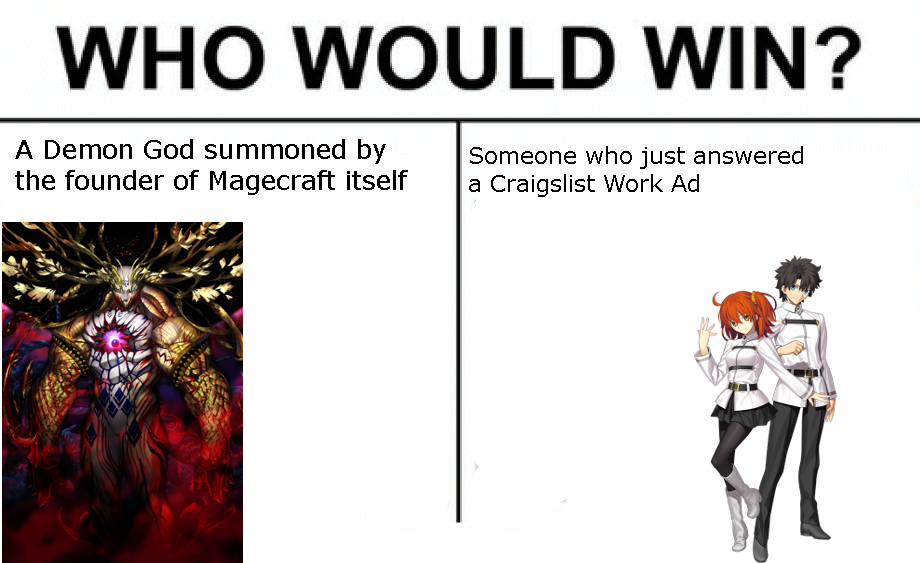 WHO WOULD WIN?
A Demon God summoned by
the founder of Magecraft itself
Someone who just answered
a Craigslist Work Ad